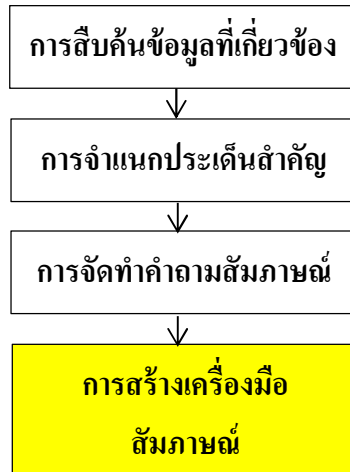 การสืบค้นข้อมูลที่เกี่ยวข้อง
การจำแนกประเด็นสำคัญ
การจัดทำคำถามสัมภาษณ์
การสร้างเครื่องมือ
สัมภาษณ์